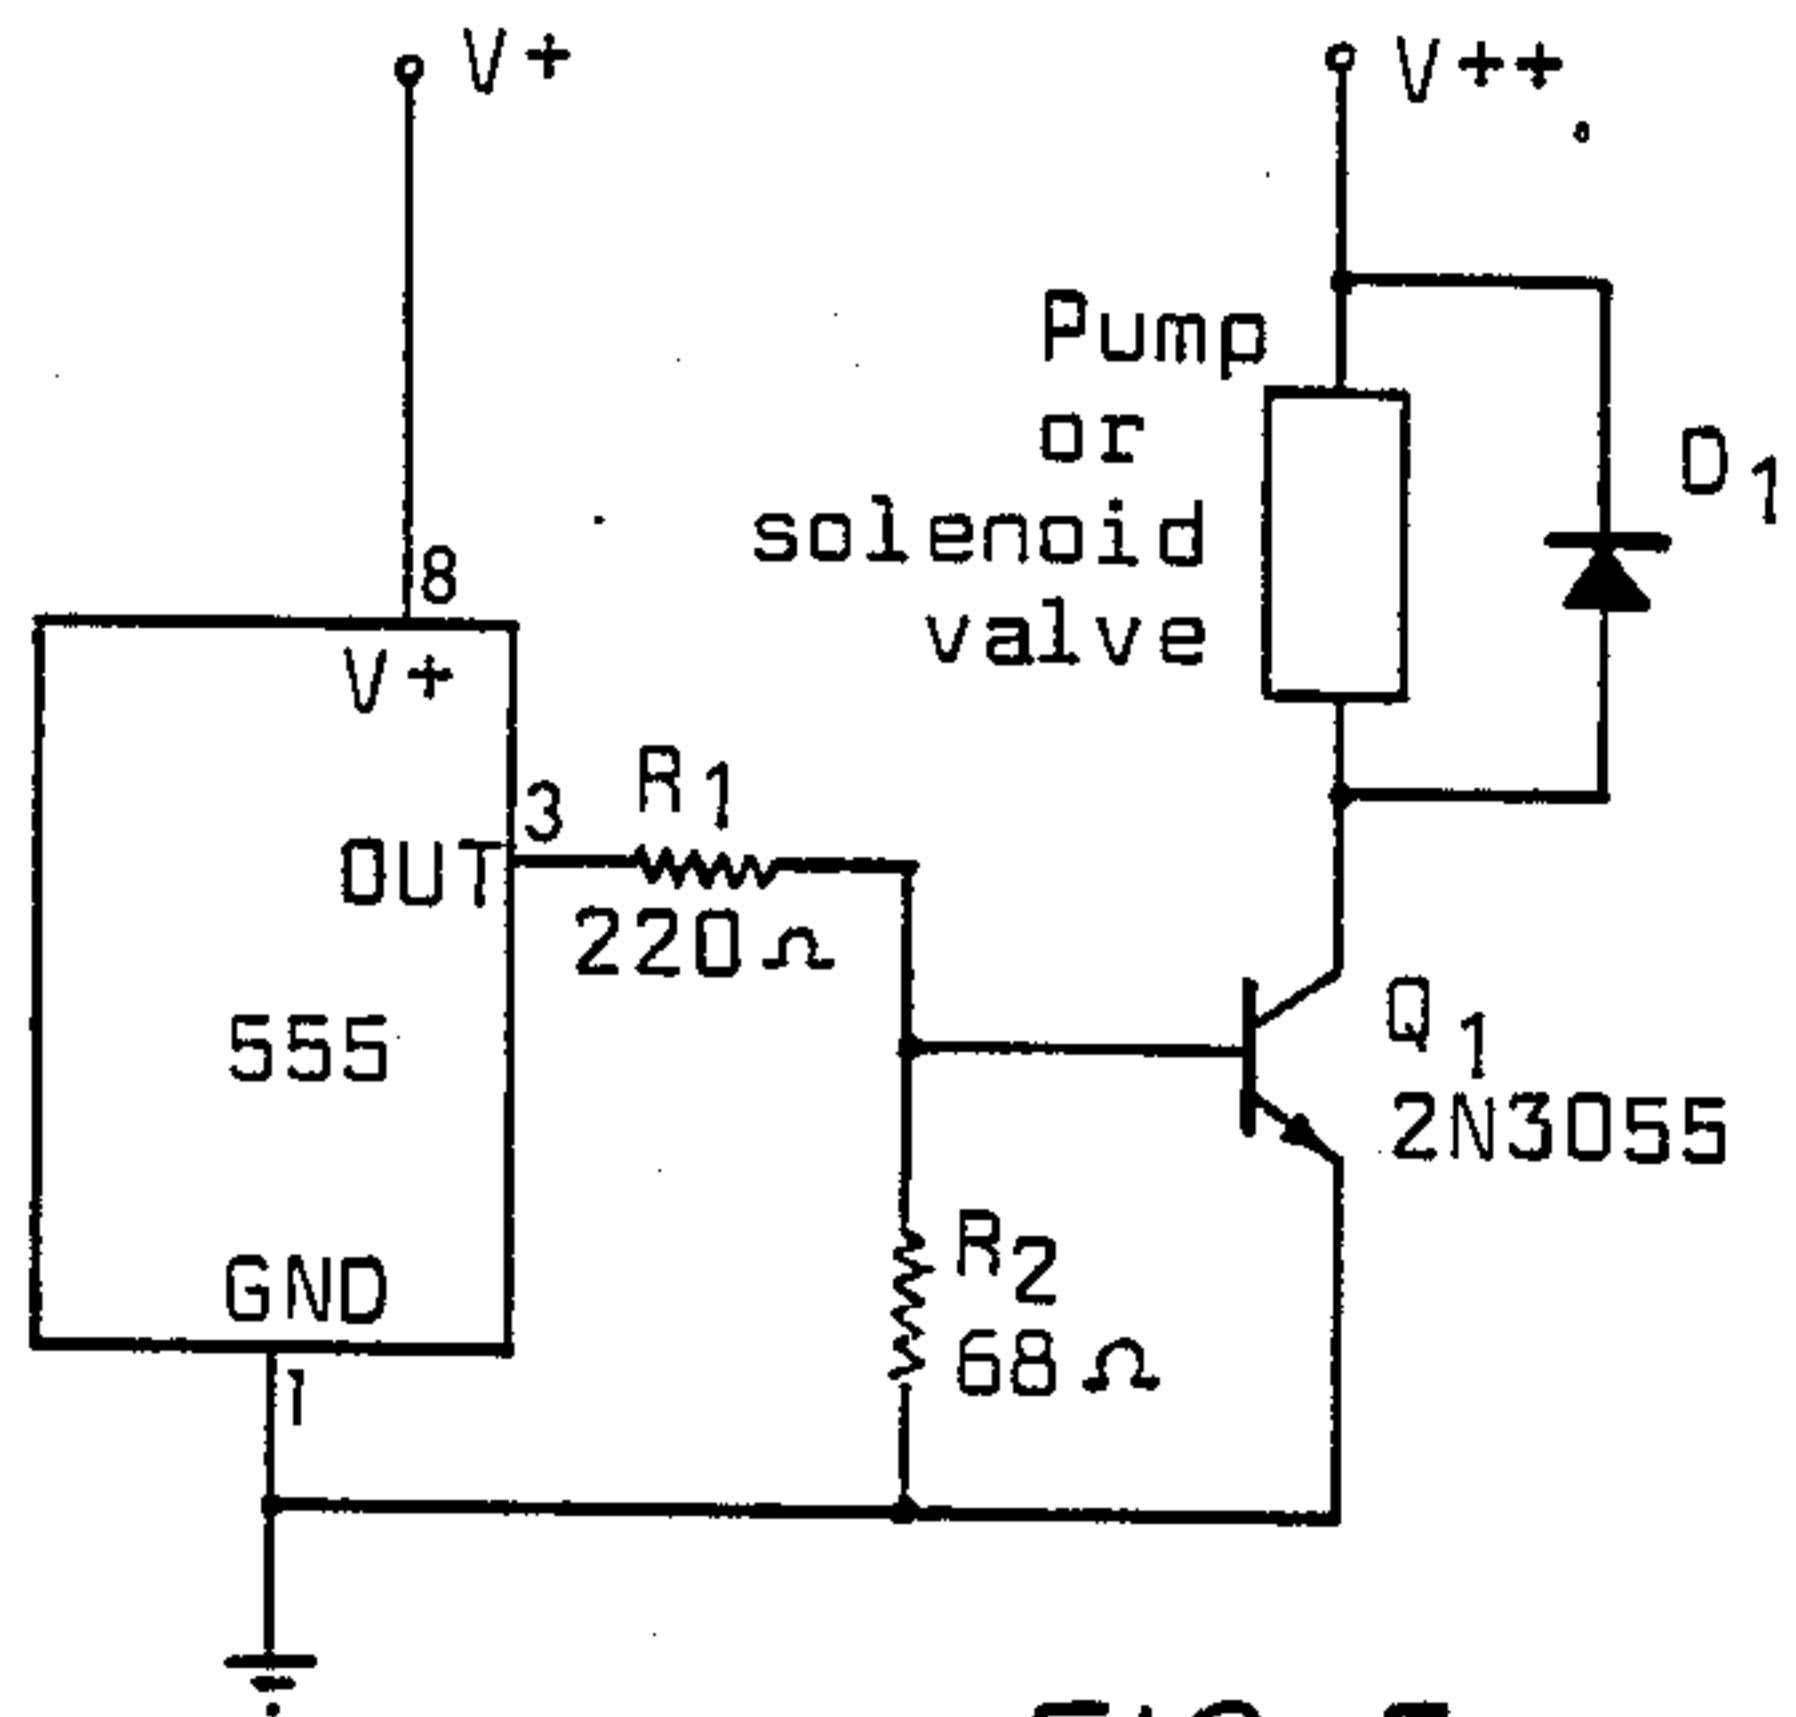 V+
V++
Pump
or
solenoid
valve
D1
8
V+
3
R1
OUT
220Ω
555
Q1
2N3055
R2
68Ω
GND
1